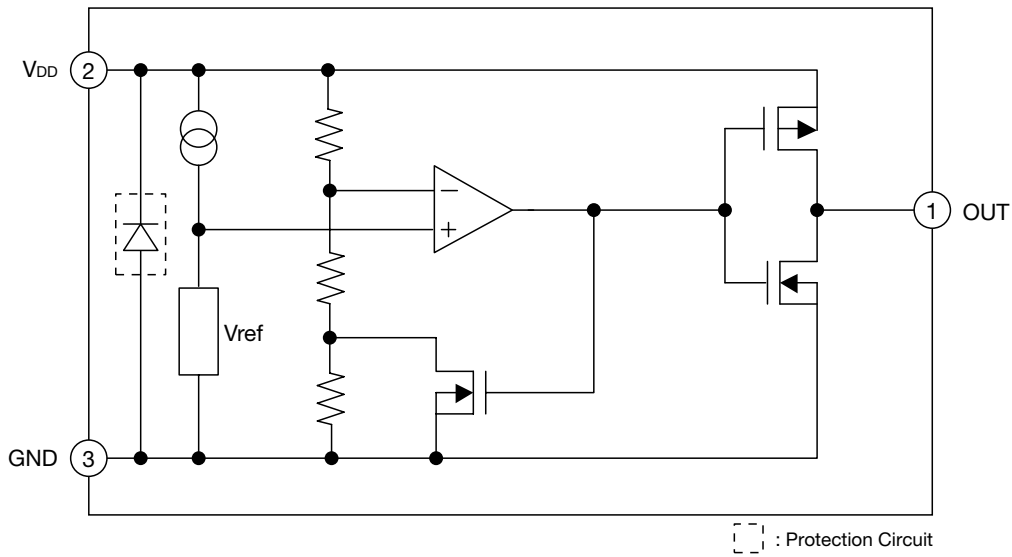 VDD 2
−
+
1 OUT
Vref
GND 3
: Protection Circuit